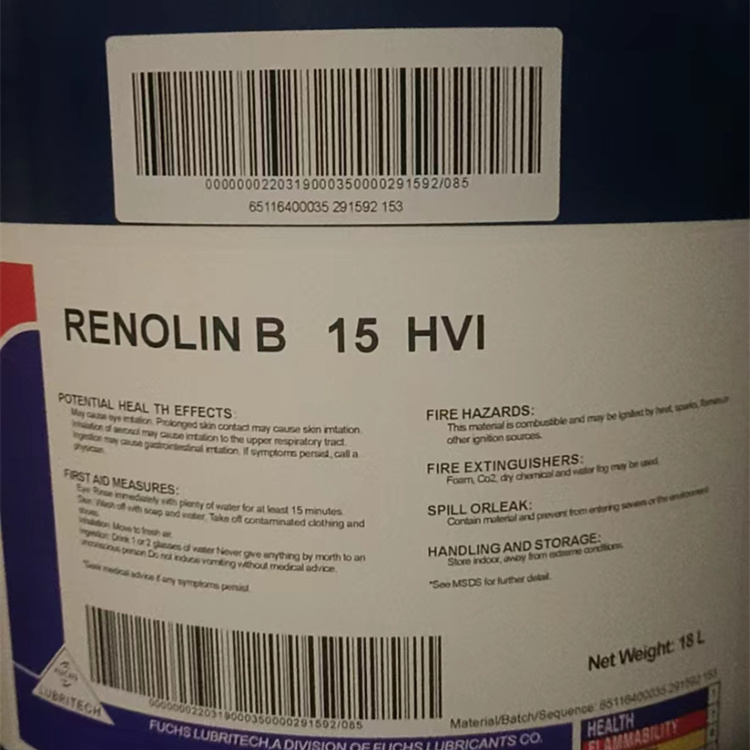 0000000220319000350000291592/085
65116400035 291592 153
RENOLIN B 15 HVI
POTENTIAL HEAL TH EFFECTS:
May cause eye irritation. Prolonged skin contact may cause skin irritation.
Inhalation of aerosol may cause irritation to the upper respiratory tract.
Ingestion may cause gastrointestinal irritation. If symptoms persist, call a
physician.
FIRST AID MEASURES:
Eye: Rinse immediately with plenty of water for at least 15 minutes.
Skin: Wash off with soap and water. Take off contaminated clothing and
shoes.
Inhalation: Move to fresh air.
Ingestion: Drink 1 or 2 glasses of water Never give anything by morth to an
unconscious person. Do not induce vomiting without medical advice.
*Seek medical advice if any symptoms persist.
FIRE HAZARDS:
This material is combustible and may be ignited by heat, sparks, flames or
other ignition sources.
FIRE EXTINGUISHERS:
Foam, Co2, dry chemical and water fog may be used.
SPILL ORLEAK:
Contain material and prevent from entering severs or the environment
HANDLING AND STORAGE:
Store indoor, away from extreme conditions.
*See MSDS for further detail.
Net Weight: 18 L
0000000220319000350000291592/085
Material/Batch/Sequence: 65116400035 291592 153
FUCHS
LUBRITECH
FUCHS LUBRITECH, A DIVISION OF FUCHS LUBRICANTS CO.
HEALTH
FLAMMABILITY